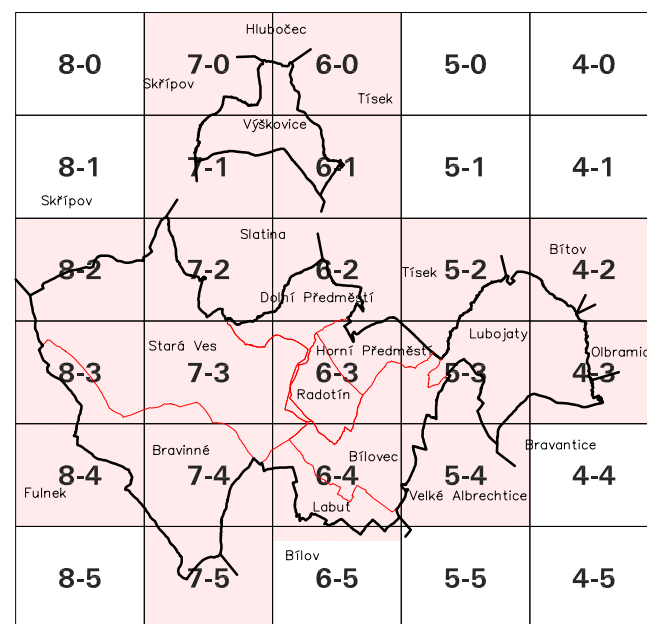 Hlubočec
8-0 7-0 6-0 5-0 4-0
Skřípov
Tísek
Výškovice
8-1 7-1 6-1 5-1 4-1
Skřípov
Slatina
Bítov
8-2 7-2 6-2 Tísek 5-2 4-2
Dolní Předměstí
Lubojaty
Stará Ves
Horní Předměstí
Olbramic
8-3 7-3 6-3 5-3 4-3
Radotín
Bravinné
Bílovec
Bravantice
8-4 7-4 6-4 5-4 4-4
Fulnek
Velké Albrechtice
Labuť
Bílov
8-5 7-5 6-5 5-5 4-5